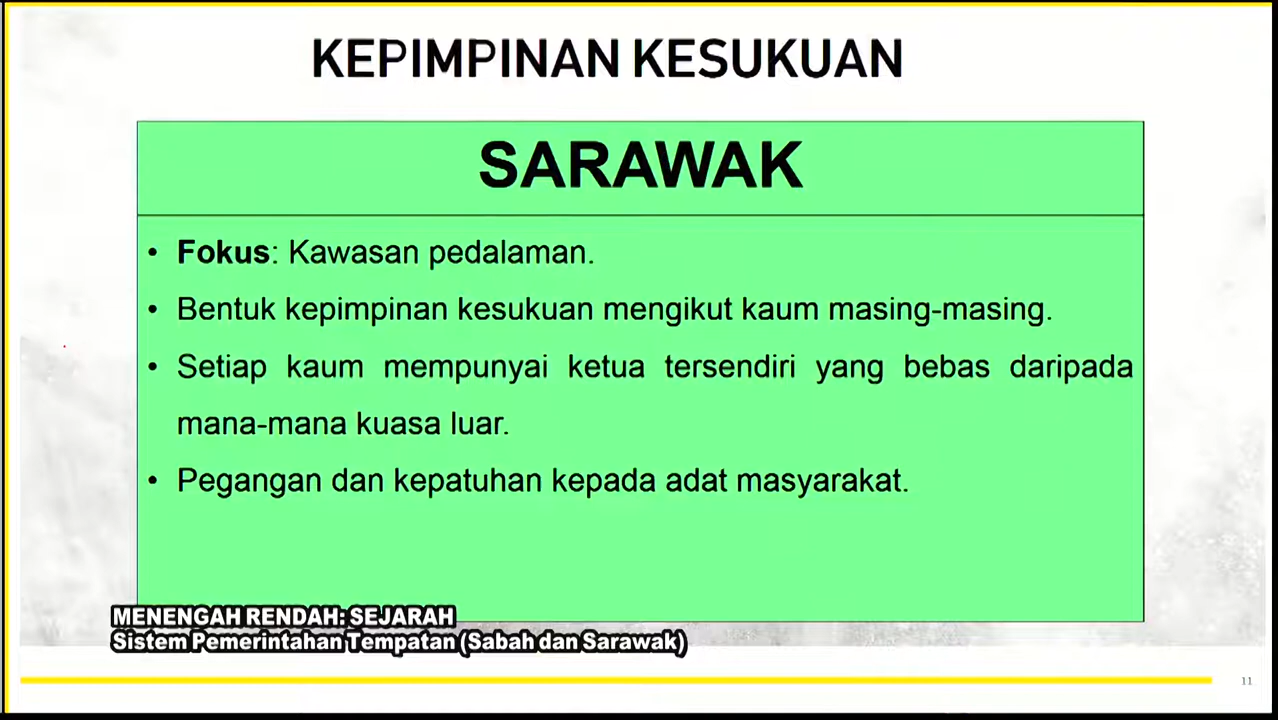 KEPIMPINAN KESUKUAN
SARAWAK
• Fokus: Kawasan pedalaman.
• Bentuk kepimpinan kesukuan mengikut kaum masing-masing.
• Setiap kaum mempunyai ketua tersendiri yang bebas daripada
mana-mana kuasa luar.
• Pegangan dan kepatuhan kepada adat masyarakat.
MENENGAH RENDAH: SEJARAH
Sistem Pemerintahan Tempatan (Sabah dan Sarawak)
11